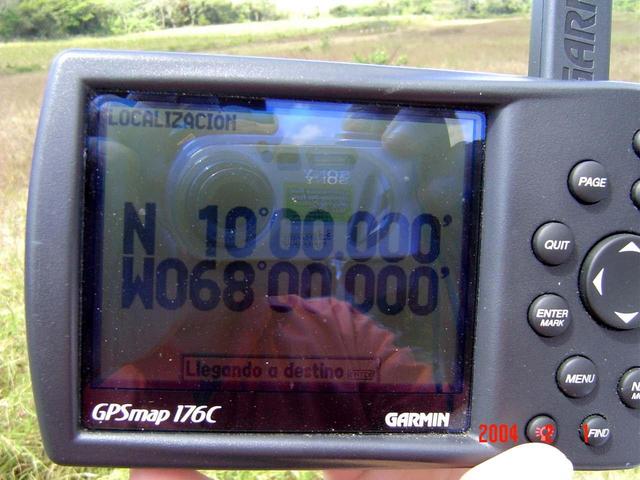 GARMIN
LOCALIZACIÓN
N 10°00.000'
W068°00.000'
Llegando a destino ENTER
GPSmap 176C
GARMIN
PAGE
QUIT
ENTER
MARK
MENU
FIND
2004